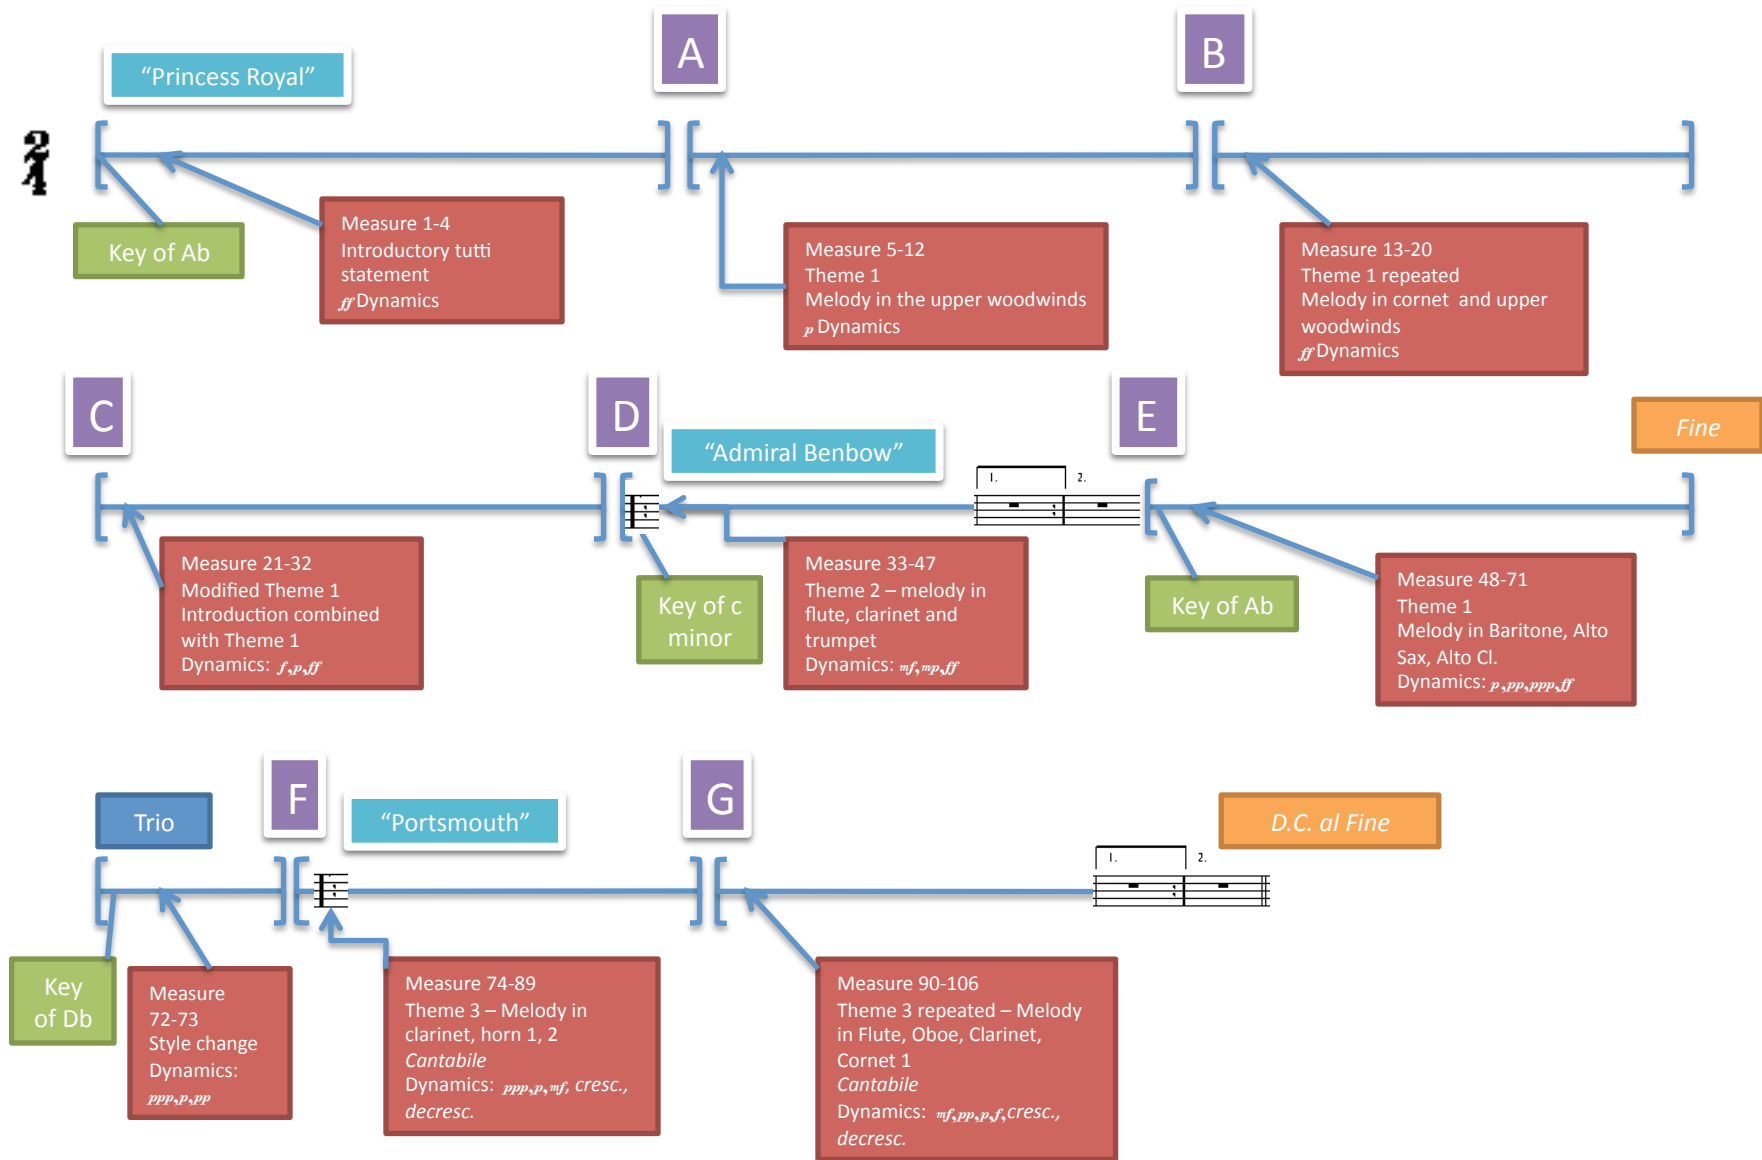 "Princess Royal"
A
B
2
4
Key of Ab
Measure 1-4
Introductory tutti
statement
ff Dynamics
Measure 5-12
Theme 1
Melody in the upper woodwinds
p Dynamics
Measure 13-20
Theme 1 repeated
Melody in cornet and upper
woodwinds
ff Dynamics
C
D
"Admiral Benbow"
E
Fine
1.
2.
Measure 21-32
Modified Theme 1
Introduction combined
with Theme 1
Dynamics: f,p,ff
Key of c
minor
Measure 33-47
Theme 2 – melody in
flute, clarinet and
trumpet
Dynamics: mf,mp,ff
Key of Ab
Measure 48-71
Theme 1
Melody in Baritone, Alto
Sax, Alto Cl.
Dynamics: p,pp,ppp,ff
Trio
F
"Portsmouth"
G
D.C. al Fine
1.
2.
Key
of Db
Measure
72-73
Style change
Dynamics:
ppp,p,pp
Measure 74-89
Theme 3 – Melody in
clarinet, horn 1, 2
Cantabile
Dynamics: ppp,p,mf, cresc.,
decresc.
Measure 90-106
Theme 3 repeated – Melody
in Flute, Oboe, Clarinet,
Cornet 1
Cantabile
Dynamics: mf,pp,p,f,cresc.,
decresc.